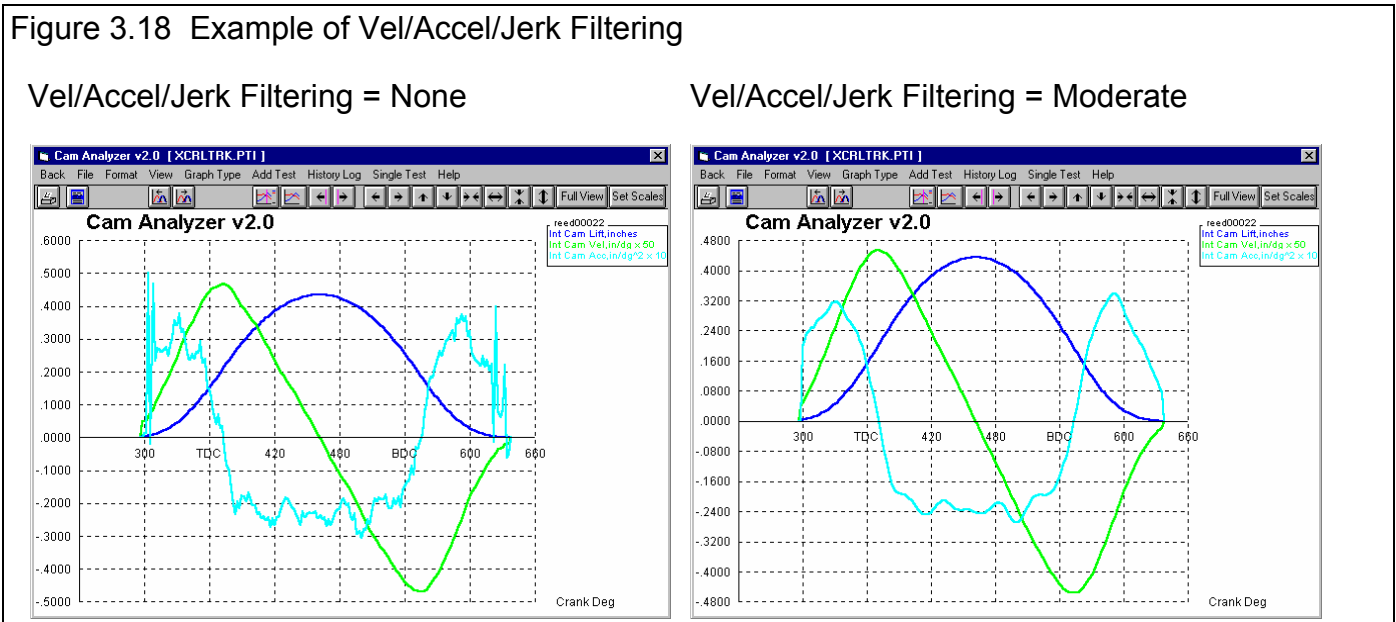 Figure 3.18 Example of Vel/Accel/Jerk Filtering
Vel/Accel/Jerk Filtering = None
Vel/Accel/Jerk Filtering = Moderate
Cam Analyzer v2.0 [ XCRLTRK.PTI ]
Back File Format View Graph Type Add Test History Log Single Test Help
Full View Set Scales
Cam Analyzer v2.0
reed00022
Int Cam Lift,inches
Int Cam Vel,in/dg x 50
Int Cam Acc,in/dg^2 x 10
.6000
.5000
.4000
.3000
.2000
.1000
.0000
300 TDC 420 480 BDC 600 660
-.1000
-.2000
-.3000
-.4000
-.5000
Crank Deg
Cam Analyzer v2.0 [ XCRLTRK.PTI ]
Back File Format View Graph Type Add Test History Log Single Test Help
Full View Set Scales
Cam Analyzer v2.0
reed00022
Int Cam Lift,inches
Int Cam Vel,in/dg x 50
Int Cam Acc,in/dg^2 x 10
.4800
.4000
.3200
.2400
.1600
.0800
.0000
300 TDC 420 480 BDC 600 660
-.0800
-.1600
-.2400
-.3200
-.4000
-.4800
Crank Deg